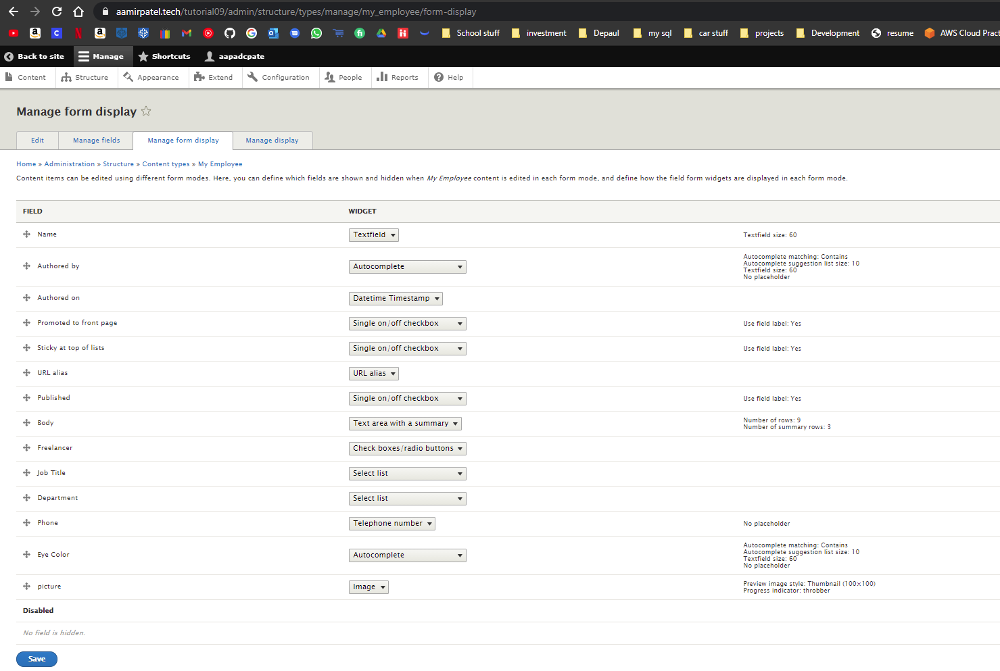 aamirpatel.tech/tutorial09/admin/structure/types/manage/my_employee/form-display
School stuff investment Depaul my sql car stuff projects Development resume AWS Cloud Pract
Back to site Manage Shortcuts aapadcpate
Content Structure Appearance Extend Configuration People Reports Help
Manage form display
Edit Manage fields Manage form display Manage display
Home » Administration » Structure » Content types » My Employee
Content items can be edited using different form modes. Here, you can define which fields are shown and hidden when My Employee content is edited in each form mode, and define how the field form widgets are displayed in each form mode.
FIELD WIDGET
Name Textfield Textfield size: 60
Authored by Autocomplete
Autocomplete matching: Contains
Autocomplete suggestion list size: 10
Textfield size: 60
No placeholder
Authored on Datetime Timestamp
Promoted to front page Single on/off checkbox Use field label: Yes
Sticky at top of lists Single on/off checkbox Use field label: Yes
URL alias URL alias
Published Single on/off checkbox Use field label: Yes
Body Text area with a summary
Number of rows: 9
Number of summary rows: 3
Freelancer Check boxes/radio buttons
Job Title Select list
Department Select list
Phone Telephone number No placeholder
Eye Color Autocomplete
Autocomplete matching: Contains
Autocomplete suggestion list size: 10
Textfield size: 60
No placeholder
picture Image
Preview image style: Thumbnail (100×100)
Progress indicator: throbber
Disabled
No field is hidden.
Save